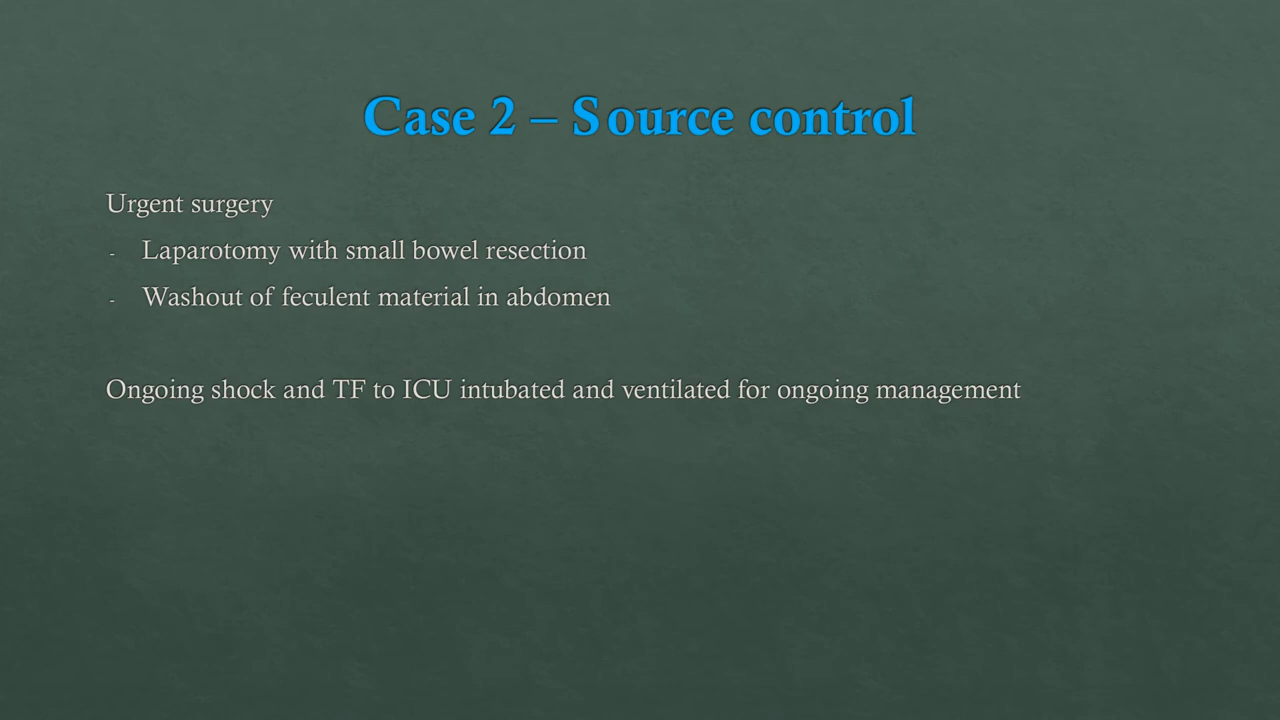 Case 2 – Source control
Urgent surgery
- Laparotomy with small bowel resection
- Washout of feculent material in abdomen
Ongoing shock and TF to ICU intubated and ventilated for ongoing management